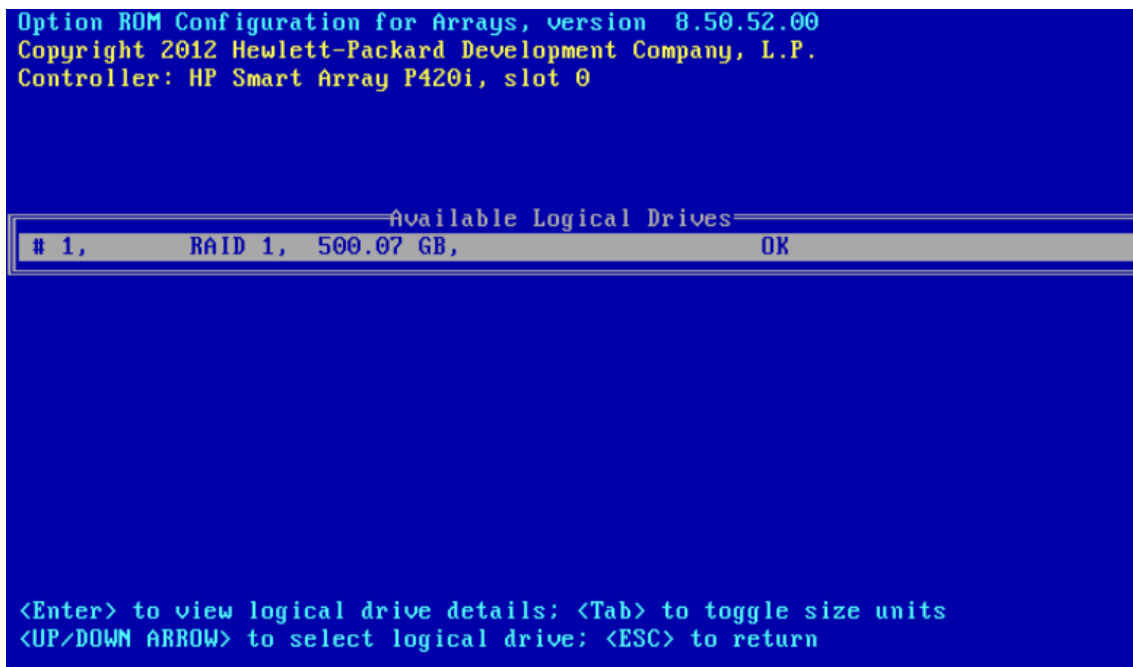 Option ROM Configuration for Arrays, version  8.50.52.00
Copyright 2012 Hewlett-Packard Development Company, L.P.
Controller: HP Smart Array P420i, slot 0
Available Logical Drives
# 1,       RAID 1,  500.07 GB,                 OK
<Enter> to view logical drive details; <Tab> to toggle size units
<UP/DOWN ARROW> to select logical drive; <ESC> to return